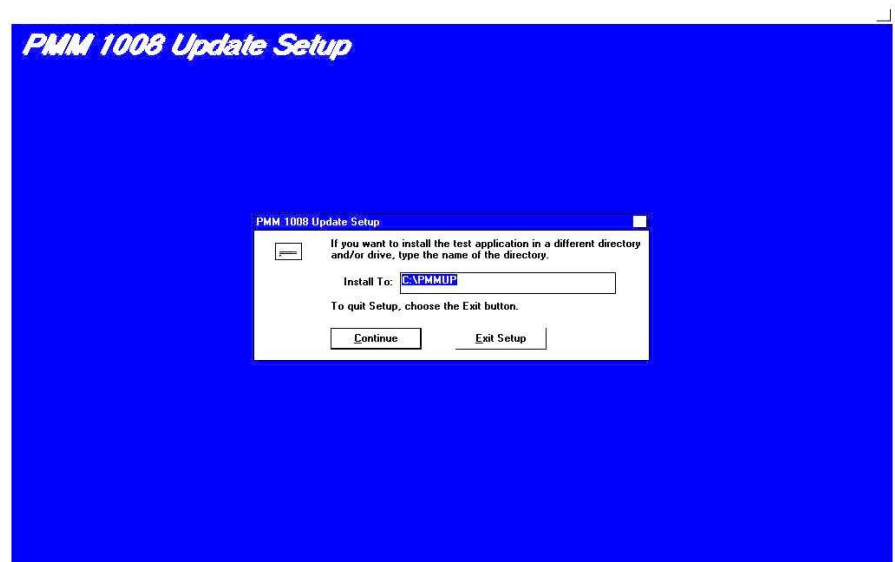 PMM 1008 Update Setup
PMM 1008 Update Setup
If you want to install the test application in a different directory
and/or drive, type the name of the directory.
Install To: C:\PMMUP
To quit Setup, choose the Exit button.
Continue Exit Setup